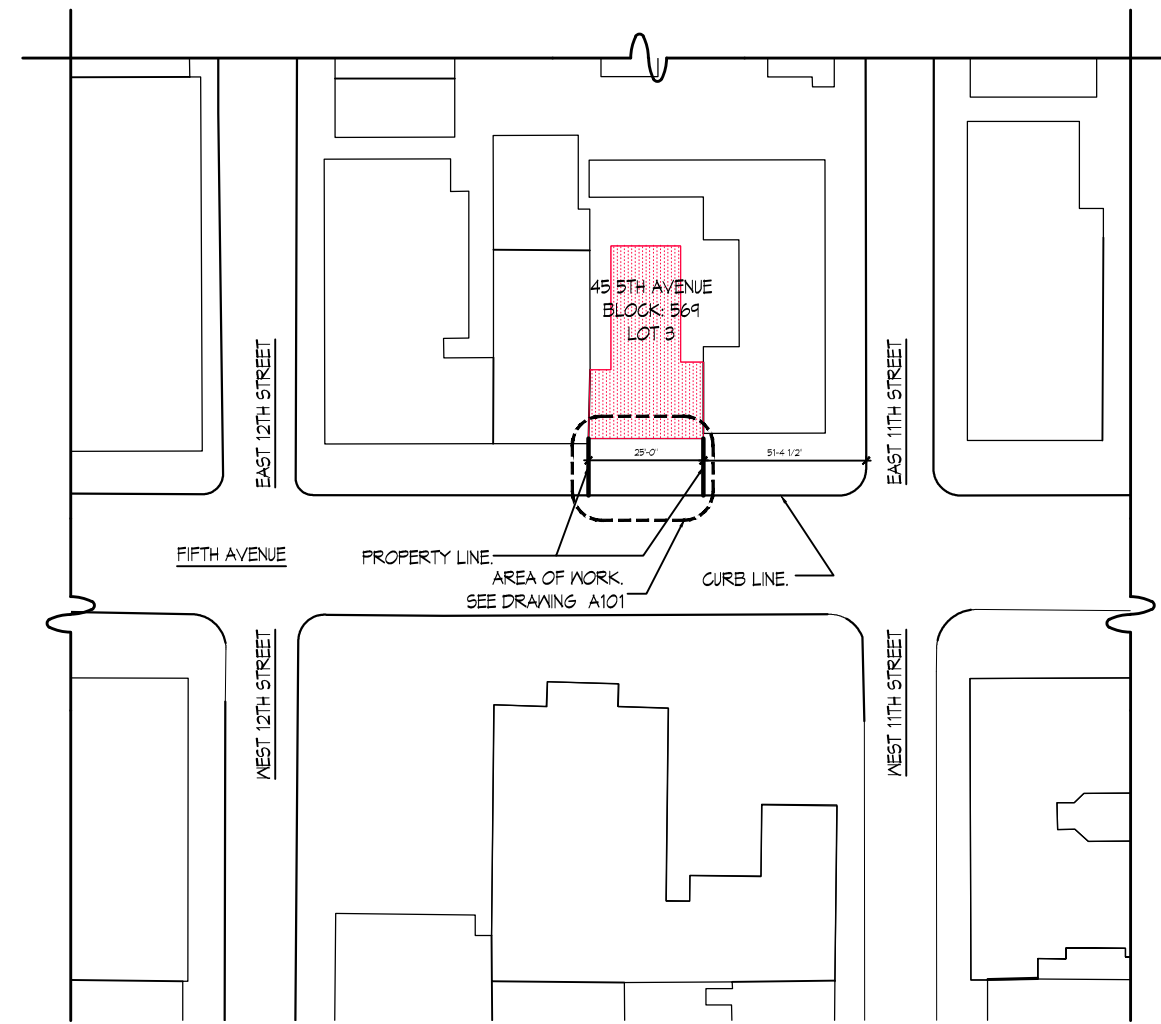 45 5TH AVENUE
BLOCK: 569
LOT 3
EAST 12TH STREET
EAST 11TH STREET
25'-0"
51-4 1/2'
FIFTH AVENUE
PROPERTY LINE.
AREA OF WORK.
SEE DRAWING A101
CURB LINE.
WEST 12TH STREET
WEST 11TH STREET